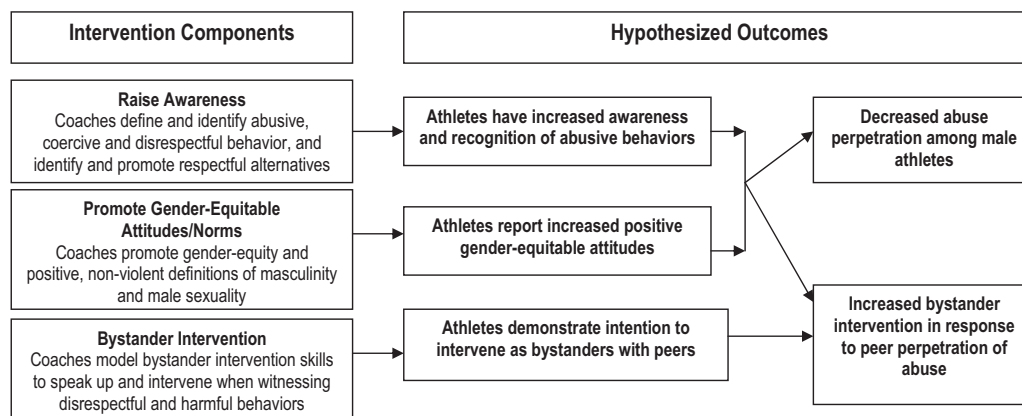 Intervention Components
Hypothesized Outcomes
Raise Awareness
Coaches define and identify abusive,
coercive and disrespectful behavior, and
identify and promote respectful alternatives
Athletes have increased awareness
and recognition of abusive behaviors
Decreased abuse
perpetration among male
athletes
Promote Gender-Equitable
Attitudes/Norms
Coaches promote gender-equity and
positive, non-violent definitions of masculinity
and male sexuality
Athletes report increased positive
gender-equitable attitudes
Bystander Intervention
Coaches model bystander intervention skills
to speak up and intervene when witnessing
disrespectful and harmful behaviors
Athletes demonstrate intention to
intervene as bystanders with peers
Increased bystander
intervention in response
to peer perpetration of
abuse